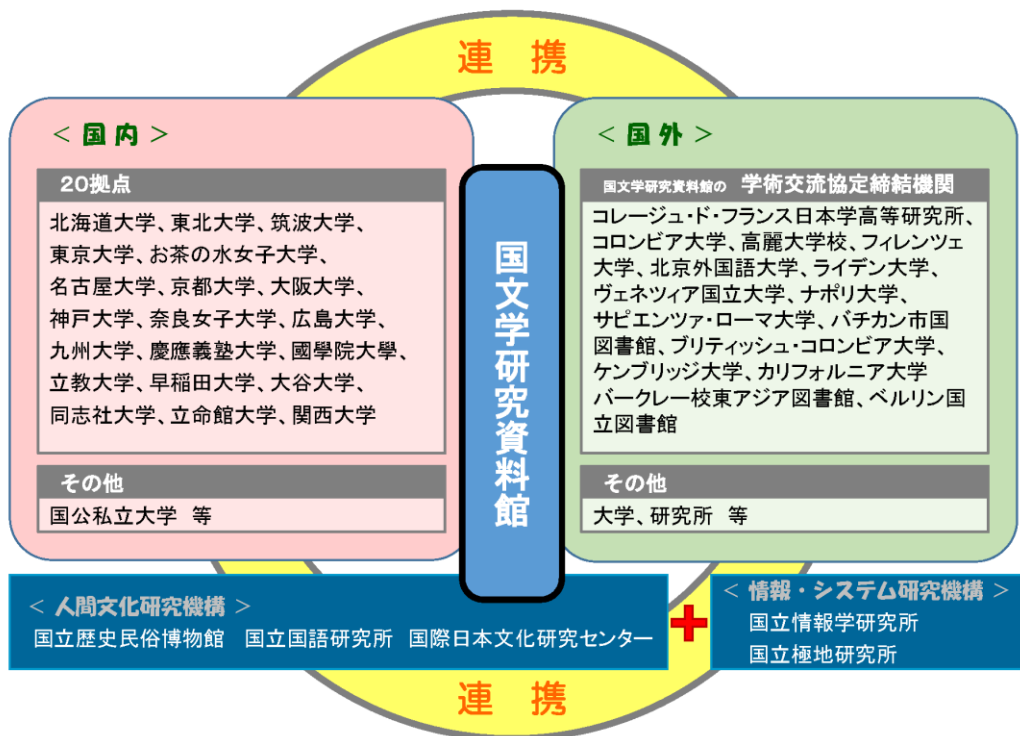 連 携
< 国内 >
20拠点
北海道大学、東北大学、筑波大学、
東京大学、お茶の水女子大学、
名古屋大学、京都大学、大阪大学、
神戸大学、奈良女子大学、広島大学、
九州大学、慶應義塾大学、國學院大學、
立教大学、早稲田大学、大谷大学、
同志社大学、立命館大学、関西大学
その他
国公私立大学 等
国文学研究資料館
< 国外 >
国文学研究資料館の 学術交流協定締結機関
コレージュ・ド・フランス日本学高等研究所、
コロンビア大学、高麗大学校、フィレンツェ
大学、北京外国語大学、ライデン大学、
ヴェネツィア国立大学、ナポリ大学、
サピエンツァ・ローマ大学、バチカン市国
図書館、ブリティッシュ・コロンビア大学、
ケンブリッジ大学、カリフォルニア大学
バークレー校東アジア図書館、ベルリン国
立図書館
その他
大学、研究所 等
< 人間文化研究機構 >
国立歴史民俗博物館 国立国語研究所 国際日本文化研究センター
< 情報・システム研究機構 >
国立情報学研究所
国立極地研究所
連 携